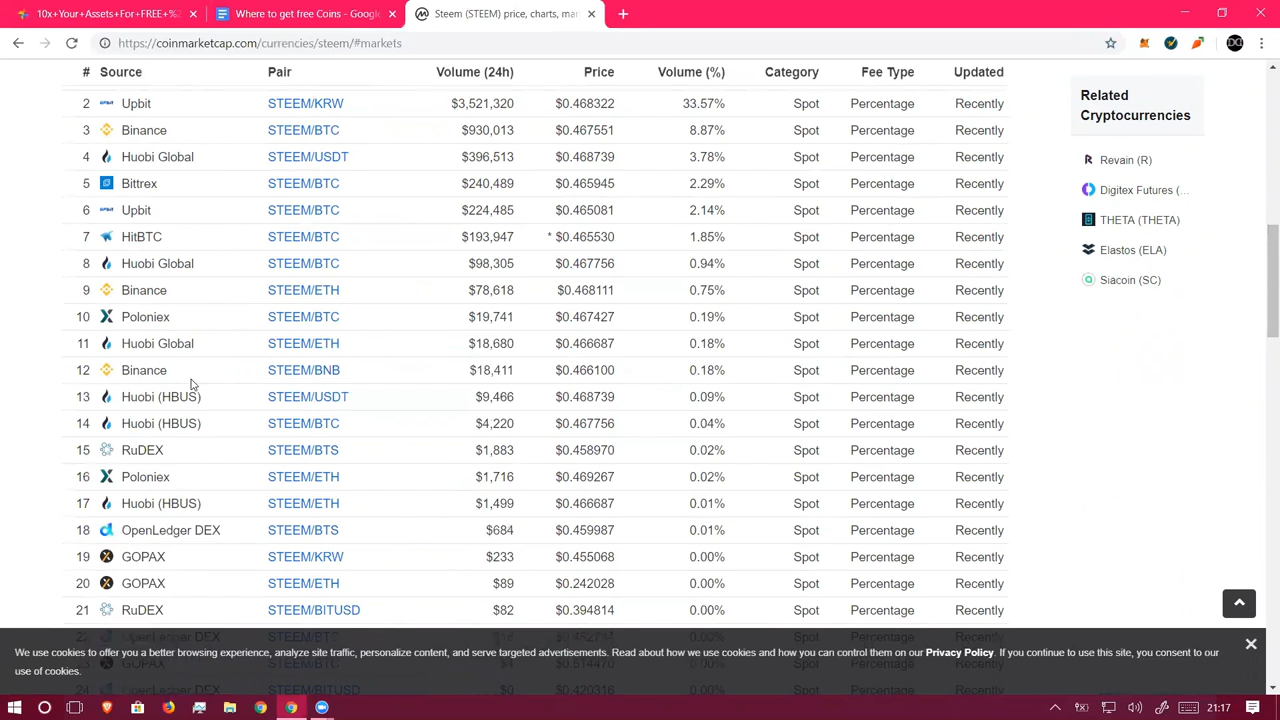 10x+Your+Assets+For+FREE+%2
Where to get free Coins - Google
Steem (STEEM) price, charts, mar
https://coinmarketcap.com/currencies/steem/#markets
# Source Pair Volume (24h) Price Volume (%) Category Fee Type Updated
2 Upbit STEEM/KRW $3,521,320 $0.468322 33.57% Spot Percentage Recently
3 Binance STEEM/BTC $930,013 $0.467551 8.87% Spot Percentage Recently
4 Huobi Global STEEM/USDT $396,513 $0.468739 3.78% Spot Percentage Recently
5 Bittrex STEEM/BTC $240,489 $0.465945 2.29% Spot Percentage Recently
6 Upbit STEEM/BTC $224,485 $0.465081 2.14% Spot Percentage Recently
7 HitBTC STEEM/BTC $193,947 * $0.465530 1.85% Spot Percentage Recently
8 Huobi Global STEEM/BTC $98,305 $0.467756 0.94% Spot Percentage Recently
9 Binance STEEM/ETH $78,618 $0.468111 0.75% Spot Percentage Recently
10 Poloniex STEEM/BTC $19,741 $0.467427 0.19% Spot Percentage Recently
11 Huobi Global STEEM/ETH $18,680 $0.466687 0.18% Spot Percentage Recently
12 Binance STEEM/BNB $18,411 $0.466100 0.18% Spot Percentage Recently
13 Huobi (HBUS) STEEM/USDT $9,466 $0.468739 0.09% Spot Percentage Recently
14 Huobi (HBUS) STEEM/BTC $4,220 $0.467756 0.04% Spot Percentage Recently
15 RuDEX STEEM/BTS $1,883 $0.458970 0.02% Spot Percentage Recently
16 Poloniex STEEM/ETH $1,716 $0.469267 0.02% Spot Percentage Recently
17 Huobi (HBUS) STEEM/ETH $1,499 $0.466687 0.01% Spot Percentage Recently
18 OpenLedger DEX STEEM/BTS $684 $0.459987 0.01% Spot Percentage Recently
19 GOPAX STEEM/KRW $233 $0.455068 0.00% Spot Percentage Recently
20 GOPAX STEEM/ETH $89 $0.242028 0.00% Spot Percentage Recently
21 RuDEX STEEM/BITUSD $82 $0.394814 0.00% Spot Percentage Recently
Related
Cryptocurrencies
Revain (R)
Digitex Futures (...
THETA (THETA)
Elastos (ELA)
Siacoin (SC)
We use cookies to offer you a better browsing experience, analyze site traffic, personalize content, and serve targeted advertisements. Read about how we use cookies and how you can control them on our Privacy Policy. If you continue to use this site, you consent to our
use of cookies.
21:17